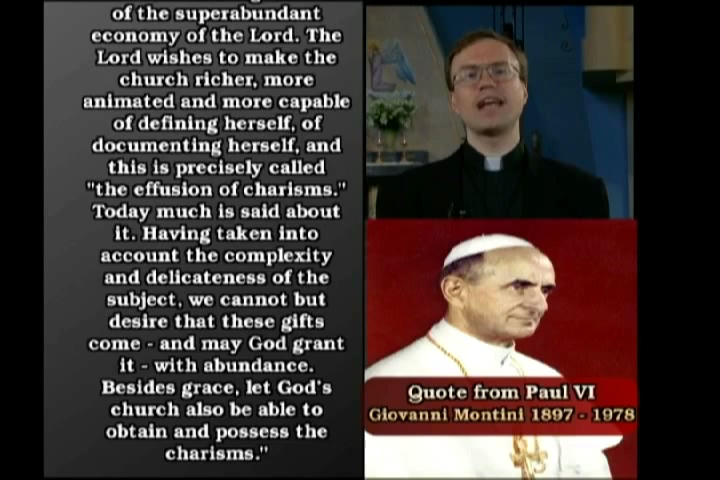 of the superabundant
economy of the Lord. The
Lord wishes to make the
church richer, more
animated and more capable
of defining herself, of
documenting herself, and
this is precisely called
"the effusion of charisms."
Today much is said about
it. Having taken into
account the complexity
and delicateness of the
subject, we cannot but
desire that these gifts
come - and may God grant
it - with abundance.
Besides grace, let God's
church also be able to
obtain and possess the
charisms."
Quote from Paul VI
Giovanni Montini 1897 - 1978